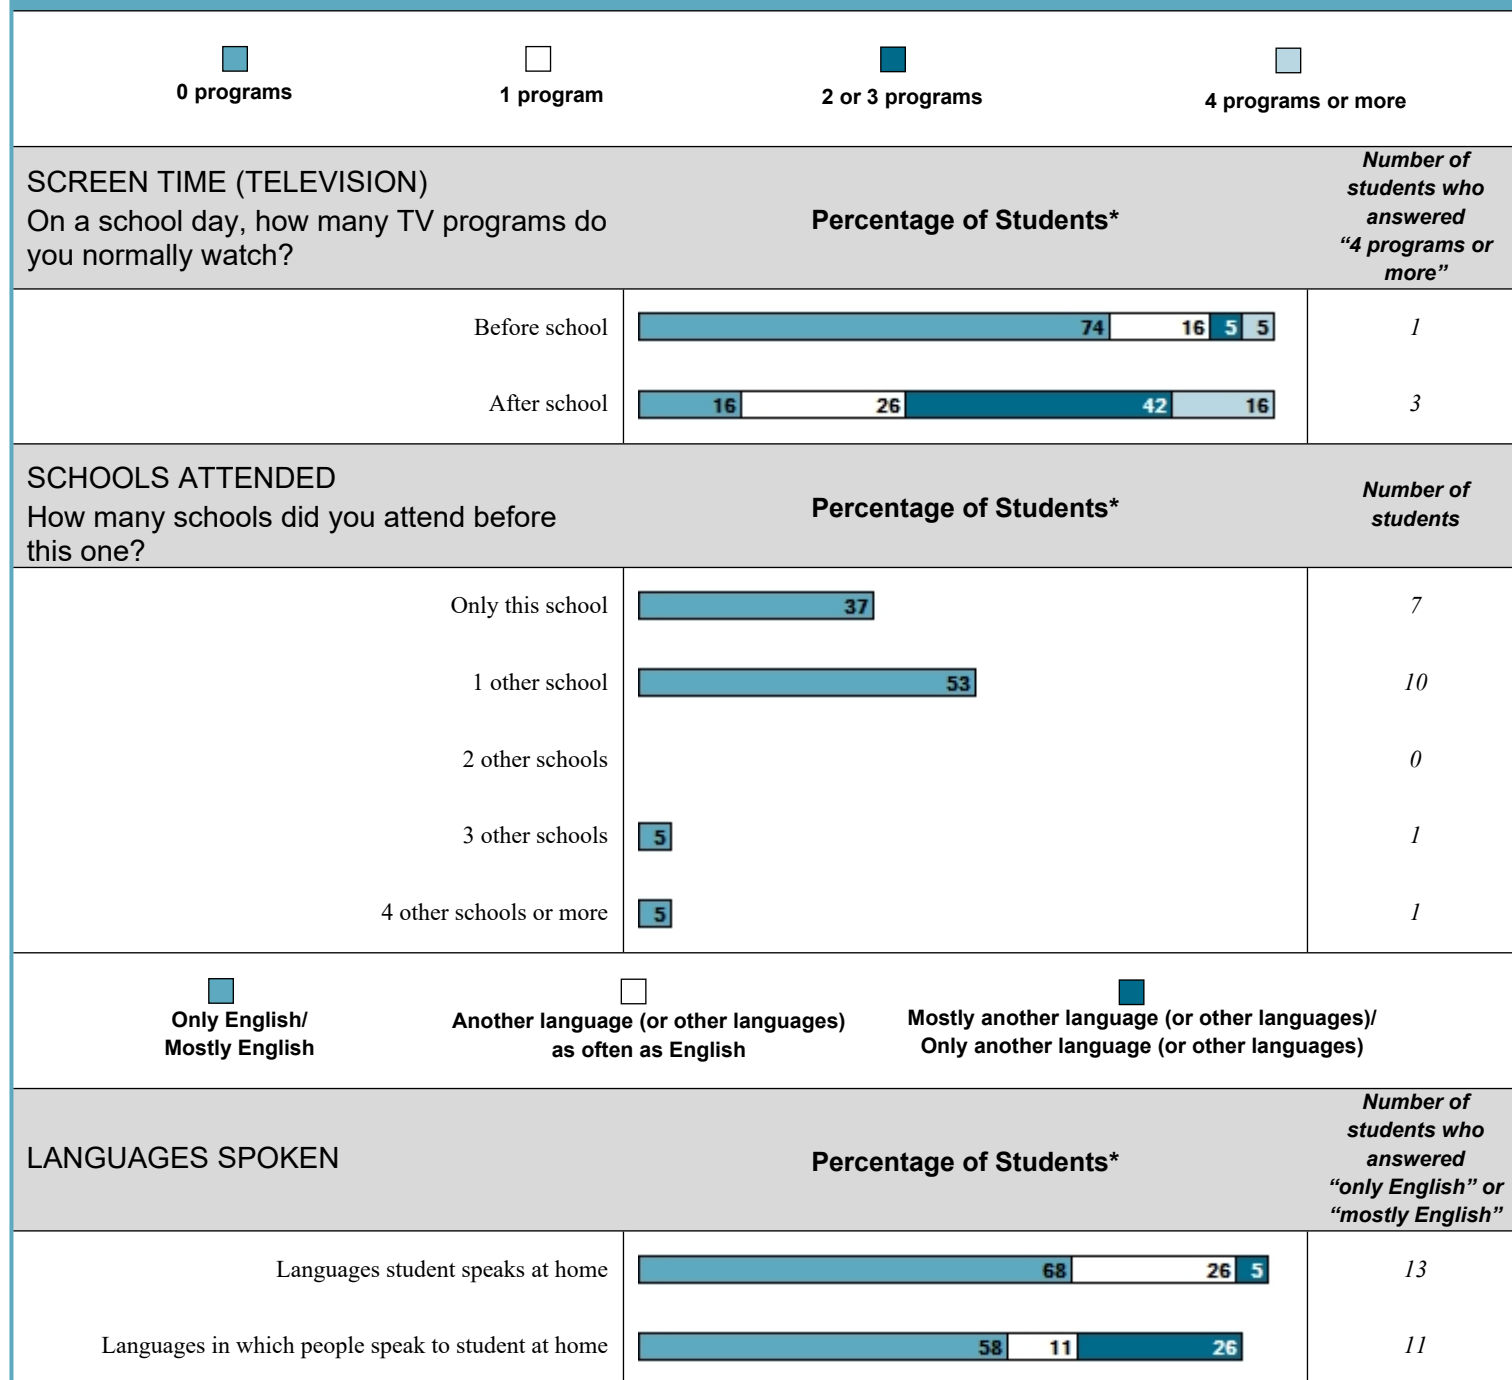 0 programs
1 program
2 or 3 programs
4 programs or more
SCREEN TIME (TELEVISION)
On a school day, how many TV programs do
you normally watch?
Percentage of Students*
Number of
students who
answered
“4 programs or
more”
Before school
74 16 5 5
1
After school
16 26 42 16
3
SCHOOLS ATTENDED
How many schools did you attend before
this one?
Percentage of Students*
Number of
students
Only this school
37
7
1 other school
53
10
2 other schools
0
3 other schools
5
1
4 other schools or more
5
1
Only English/
Mostly English
Another language (or other languages)
as often as English
Mostly another language (or other languages)/
Only another language (or other languages)
LANGUAGES SPOKEN
Percentage of Students*
Number of
students who
answered
“only English” or
“mostly English”
Languages student speaks at home
68 26 5
13
Languages in which people speak to student at home
58 11 26
11